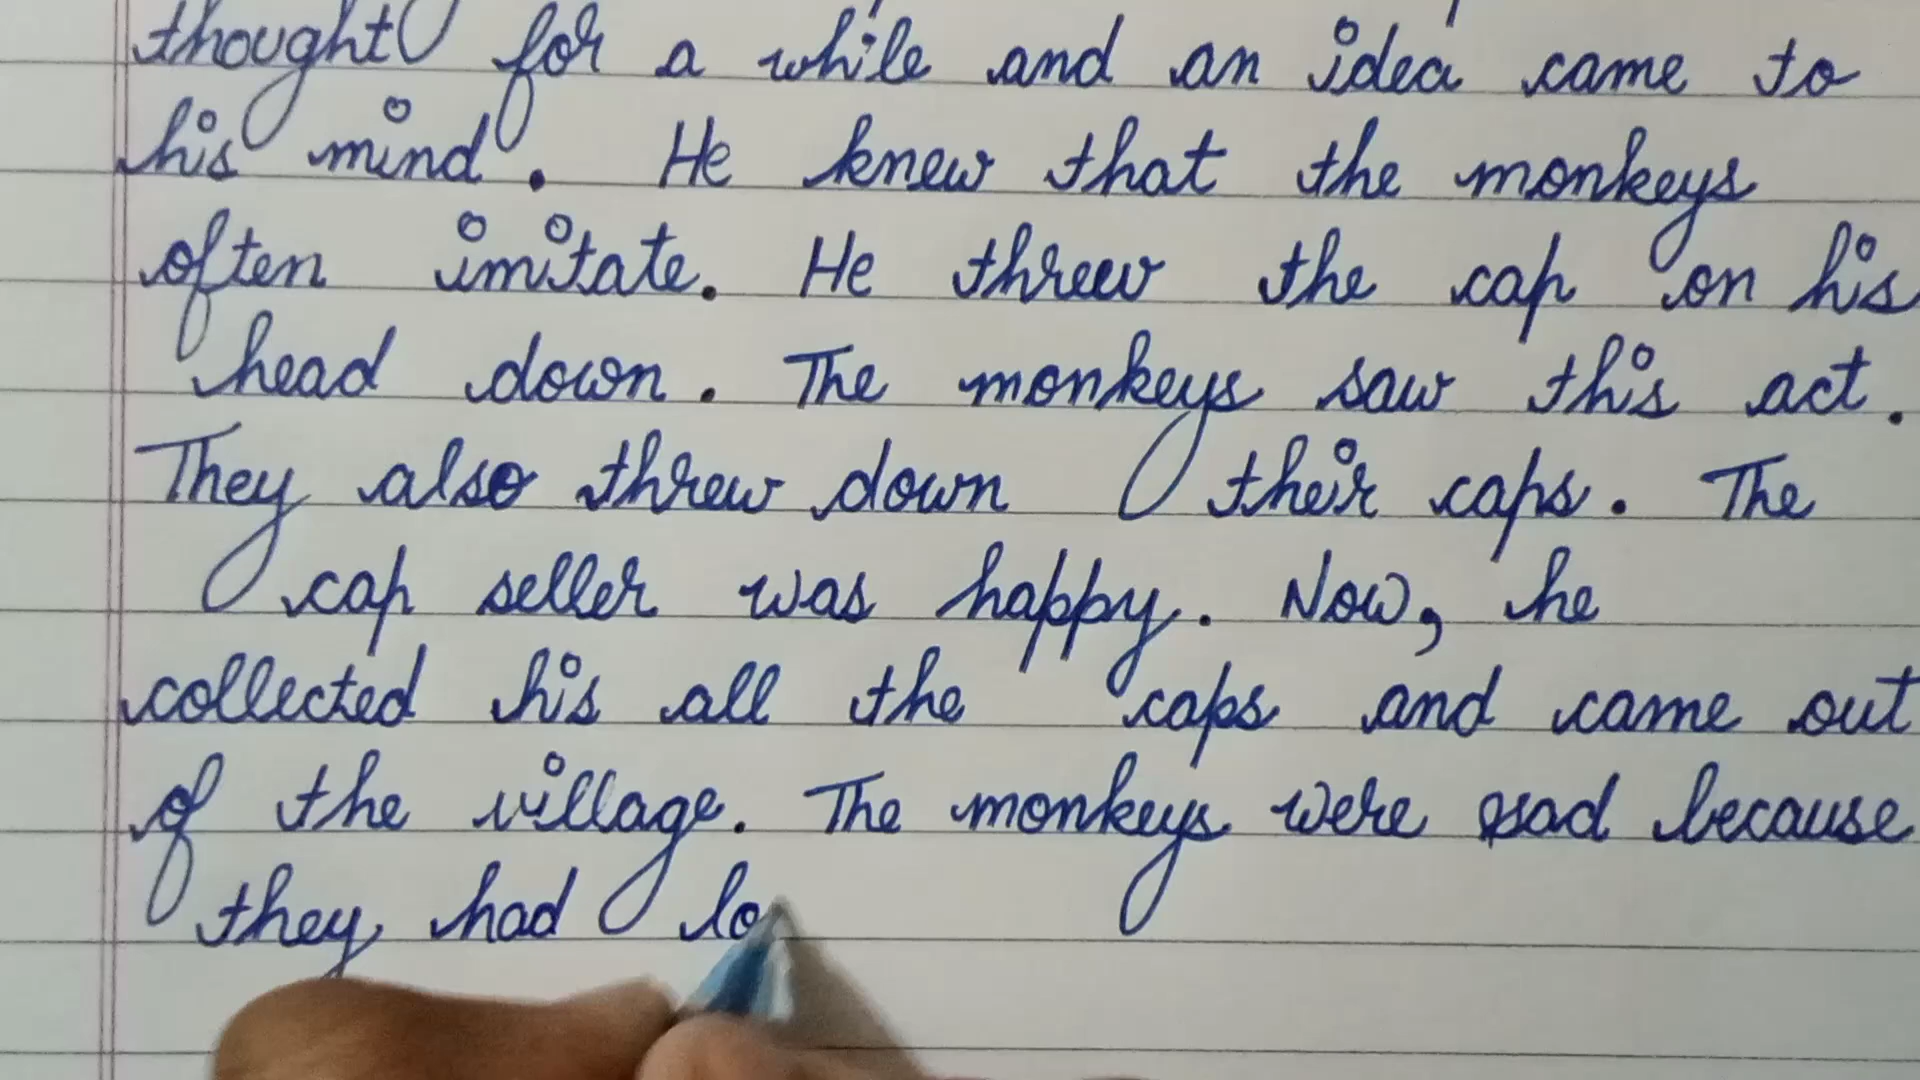 thought for a while and an idea came to
his mind. He knew that the monkeys
often imitate. He threw the cap on his
head down. The monkeys saw this act.
They also threw down their caps. The
cap seller was happy. Now, he
collected his all the caps and came out
of the village. The monkeys were sad because
they had lo